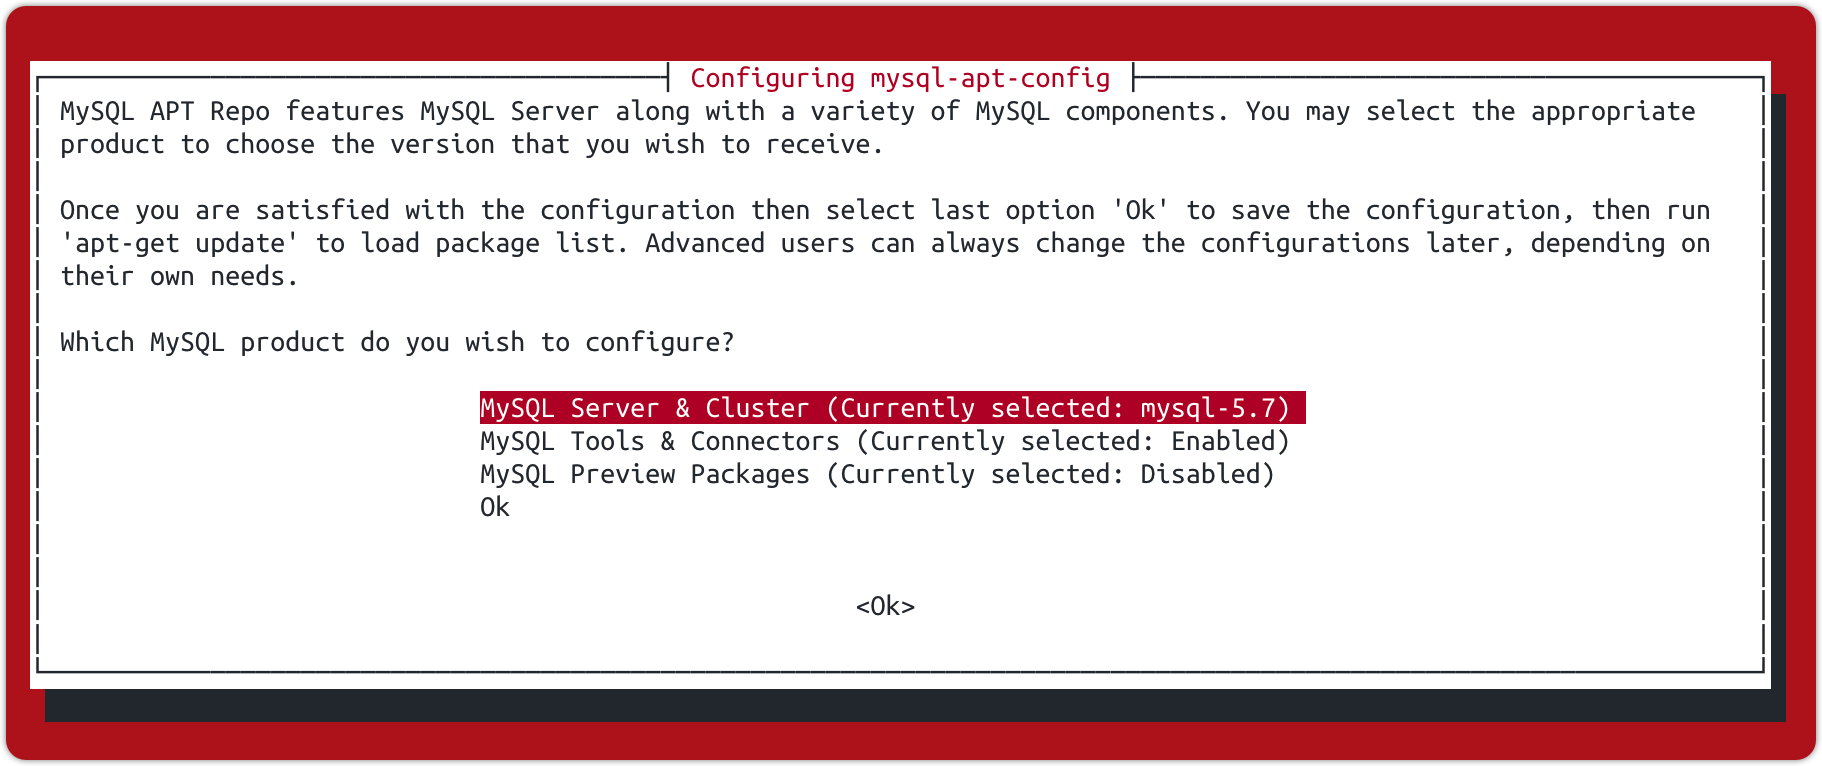 Configuring mysql-apt-config
MySQL APT Repo features MySQL Server along with a variety of MySQL components. You may select the appropriate
product to choose the version that you wish to receive.
Once you are satisfied with the configuration then select last option 'Ok' to save the configuration, then run
'apt-get update' to load package list. Advanced users can always change the configurations later, depending on
their own needs.
Which MySQL product do you wish to configure?
MySQL Server & Cluster (Currently selected: mysql-5.7)
MySQL Tools & Connectors (Currently selected: Enabled)
MySQL Preview Packages (Currently selected: Disabled)
Ok
<Ok>